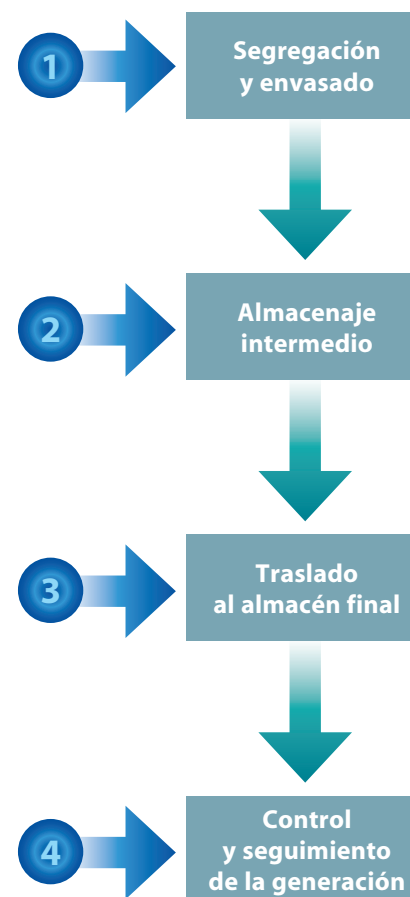 1
Segregación
y envasado
2
Almacenaje
intermedio
3
Traslado
al almacén final
4
Control
y seguimiento
de la generación